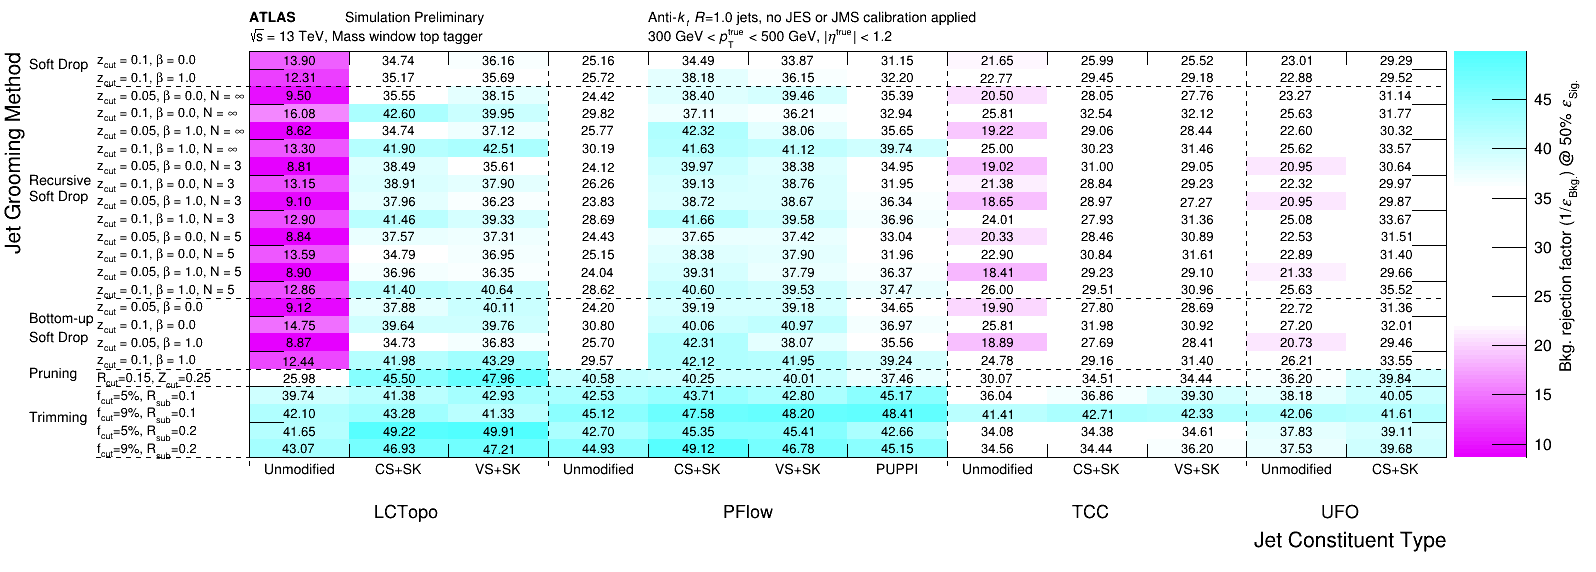 ATLAS Simulation Preliminary Anti-kt R=1.0 jets, no JES or JMS calibration applied
√s = 13 TeV, Mass window top tagger 300 GeV < pTtrue < 500 GeV, |ηtrue| < 1.2
Jet Grooming Method
Soft Drop
zcut = 0.1, β = 0.0 13.90 34.74 36.16 25.16 34.49 33.87 31.15 21.65 25.99 25.52 23.01 29.29
zcut = 0.1, β = 1.0 12.31 35.17 35.69 25.72 38.18 36.15 32.20 22.77 29.45 29.18 22.88 29.52
Recursive
Soft Drop
zcut = 0.05, β = 0.0, N = ∞ 9.50 35.55 38.15 24.42 38.40 39.46 35.39 20.50 28.05 27.76 23.27 31.14
zcut = 0.1, β = 0.0, N = ∞ 16.08 42.60 39.95 29.82 37.11 36.21 32.94 25.81 32.54 32.12 25.63 31.77
zcut = 0.05, β = 1.0, N = ∞ 8.62 34.74 37.12 25.77 42.32 38.06 35.65 19.22 29.06 28.44 22.60 30.32
zcut = 0.1, β = 1.0, N = ∞ 13.30 41.90 42.51 30.19 41.63 41.12 39.74 25.00 30.23 31.46 25.62 33.57
zcut = 0.05, β = 0.0, N = 3 8.81 38.49 35.61 24.12 39.97 38.38 34.95 19.02 31.00 29.05 20.95 30.64
zcut = 0.1, β = 0.0, N = 3 13.15 38.91 37.90 26.26 39.13 38.76 31.95 21.38 28.84 29.23 22.32 29.97
zcut = 0.05, β = 1.0, N = 3 9.10 37.96 36.23 23.83 38.72 38.67 36.34 18.65 28.97 27.27 20.95 29.87
zcut = 0.1, β = 1.0, N = 3 12.90 41.46 39.33 28.69 41.66 39.58 36.96 24.01 27.93 31.36 25.08 33.67
zcut = 0.05, β = 0.0, N = 5 8.84 37.57 37.31 24.43 37.65 37.42 33.04 20.33 28.46 30.89 22.53 31.51
zcut = 0.1, β = 0.0, N = 5 13.59 34.79 36.95 25.15 38.38 37.90 31.96 22.90 30.84 31.61 22.89 31.40
zcut = 0.05, β = 1.0, N = 5 8.90 36.96 36.35 24.04 39.31 37.79 36.37 18.41 29.23 29.10 21.33 29.66
zcut = 0.1, β = 1.0, N = 5 12.86 41.40 40.64 28.62 40.60 39.53 37.47 26.00 29.51 30.96 25.63 35.52
Bottom-up
Soft Drop
zcut = 0.05, β = 0.0 9.12 37.88 40.11 24.20 39.19 39.18 34.65 19.90 27.80 28.69 22.72 31.36
zcut = 0.1, β = 0.0 14.75 39.64 39.76 30.80 40.06 40.97 36.97 25.81 31.98 30.92 27.20 32.01
zcut = 0.05, β = 1.0 8.87 34.73 36.83 25.70 42.31 38.07 35.56 18.89 27.69 28.41 20.73 29.46
zcut = 0.1, β = 1.0 12.44 41.98 43.29 29.57 42.12 41.95 39.24 24.78 29.16 31.40 26.21 33.55
Pruning
Rcut=0.15, Zcut=0.25 25.98 45.50 47.96 40.58 40.25 40.01 37.46 30.07 34.51 34.44 36.20 39.84
Trimming
fcut=5%, Rsub=0.1 39.74 41.38 42.93 42.53 43.71 42.80 45.17 36.04 36.86 39.30 38.18 40.05
fcut=9%, Rsub=0.1 42.10 43.28 41.33 45.12 47.58 48.20 48.41 41.41 42.71 42.33 42.06 41.61
fcut=5%, Rsub=0.2 41.65 49.22 49.91 42.70 45.35 45.41 42.66 34.08 34.38 34.61 37.83 39.11
fcut=9%, Rsub=0.2 43.07 46.93 47.21 44.93 49.12 46.78 45.15 34.56 34.44 36.20 37.53 39.68
Unmodified CS+SK VS+SK Unmodified CS+SK VS+SK PUPPI Unmodified CS+SK VS+SK Unmodified CS+SK
LCTopo PFlow TCC UFO
Jet Constituent Type
45
40
35
30
25
20
15
10
Bkg. rejection factor (1/εBkg.) @ 50% εSig.